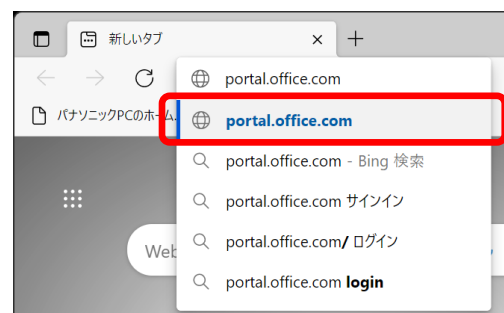 新しいタブ
portal.office.com
パナソニックPCのホーム
portal.office.com
portal.office.com - Bing 検索
portal.office.com サインイン
Web
portal.office.com/ ログイン
portal.office.com login